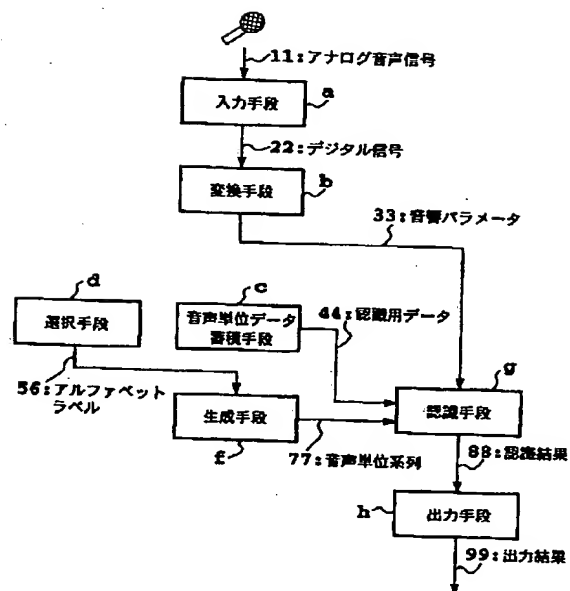 11:アナログ音声信号
a
入力手段
22:デジタル信号
b
変換手段
33:音響パラメータ
d
選択手段
c
音声単位データ
蓄積手段
44:認識用データ
56:アルファベット
ラベル
生成手段
f
77:音声単位系列
g
認識手段
88:認識結果
h
出力手段
99:出力結果